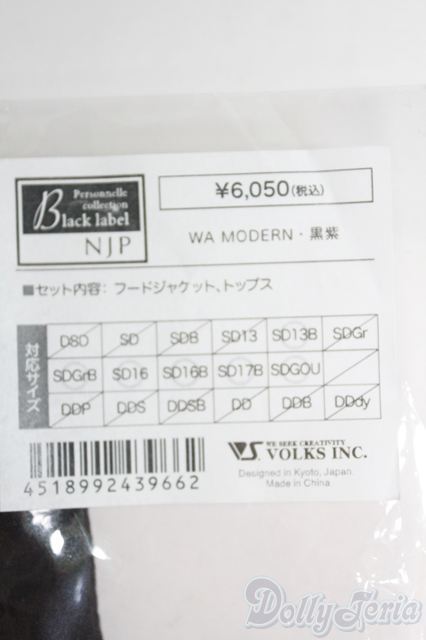 Personnelle
collection
Black label
NJP
¥6,050(税込)
WA MODERN・黒紫
■セット内容: フードジャケット、トップス
対応サイズ
DSD SD SDB SD13 SD13B SDGr
SDGrB SD16 SD16B SD17B SDGOU
DDP DDS DDSB DD DDB DDdy
4518992439662
VS WE SEEK CREATIVITY
VOLKS INC.
Designed in Kyoto, Japan.
Made in China
DollyTeria